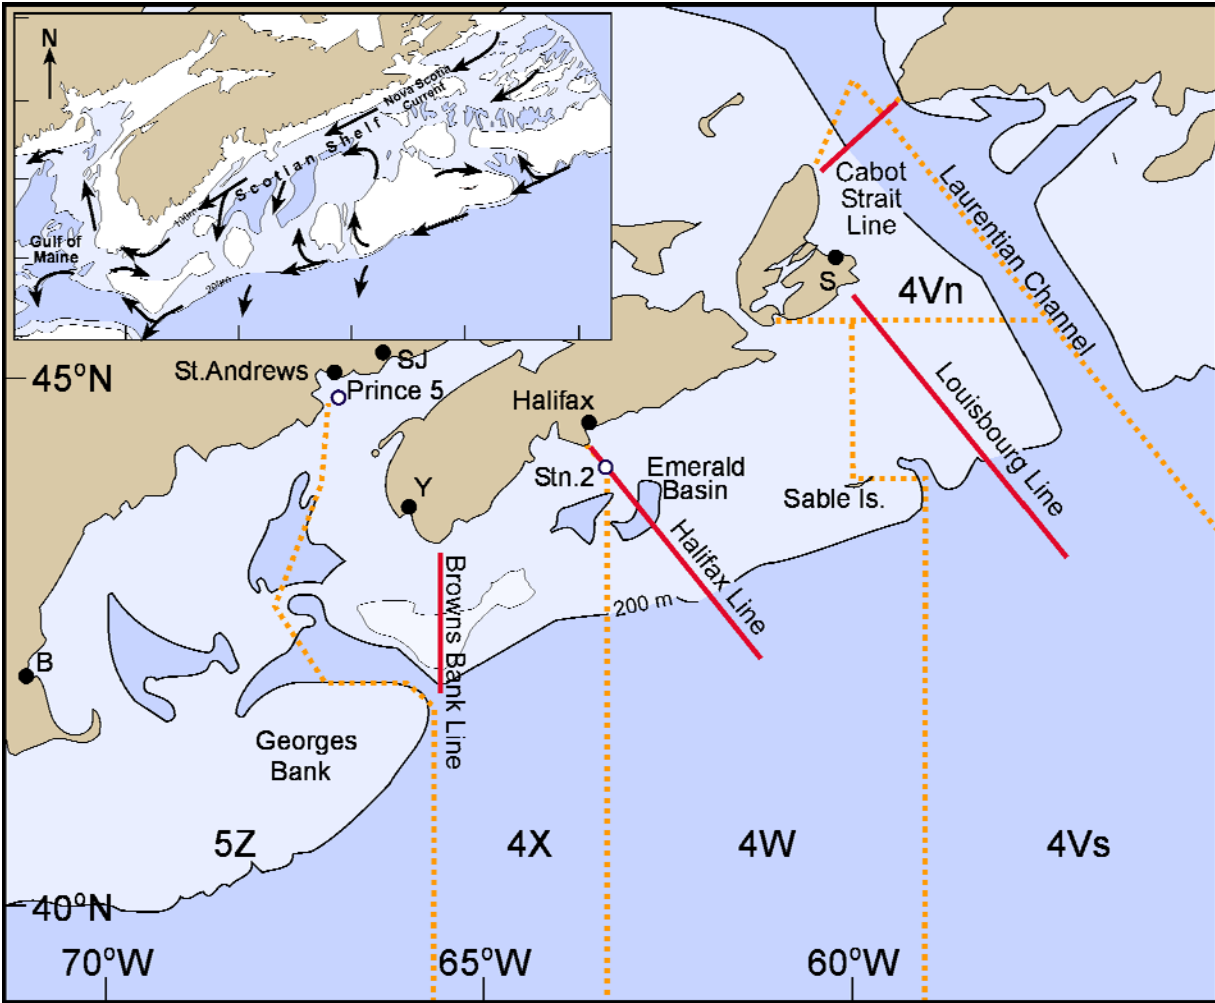 N
Nova Scotia
Current
Scotian Shelf
100m
Gulf of
Maine
200m
Cabot
Strait
Line
Laurentian Channel
S
4Vn
St.Andrews
SJ
45°N
Prince 5
Halifax
Louisbourg Line
Stn.2
Emerald
Basin
Sable Is.
Y
Halifax Line
Browns Bank Line
200 m
B
Georges
Bank
5Z
4X
4W
4Vs
40°N
70°W
65°W
60°W